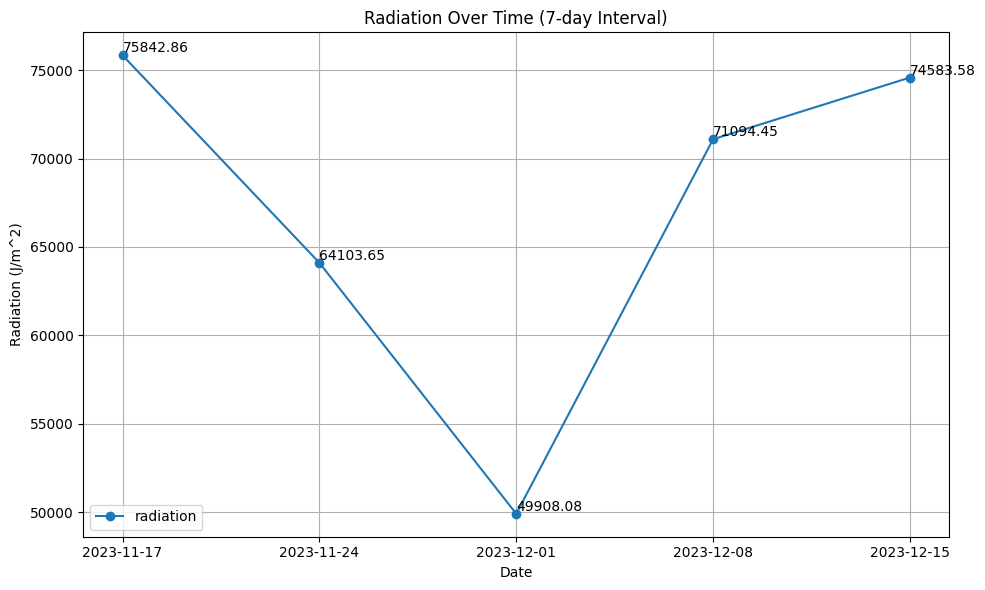 Radiation Over Time (7-day Interval)
75842.86
74583.58
71094.45
64103.65
49908.08
75000
70000
65000
60000
55000
50000
Radiation (J/m^2)
radiation
2023-11-17 2023-11-24 2023-12-01 2023-12-08 2023-12-15
Date